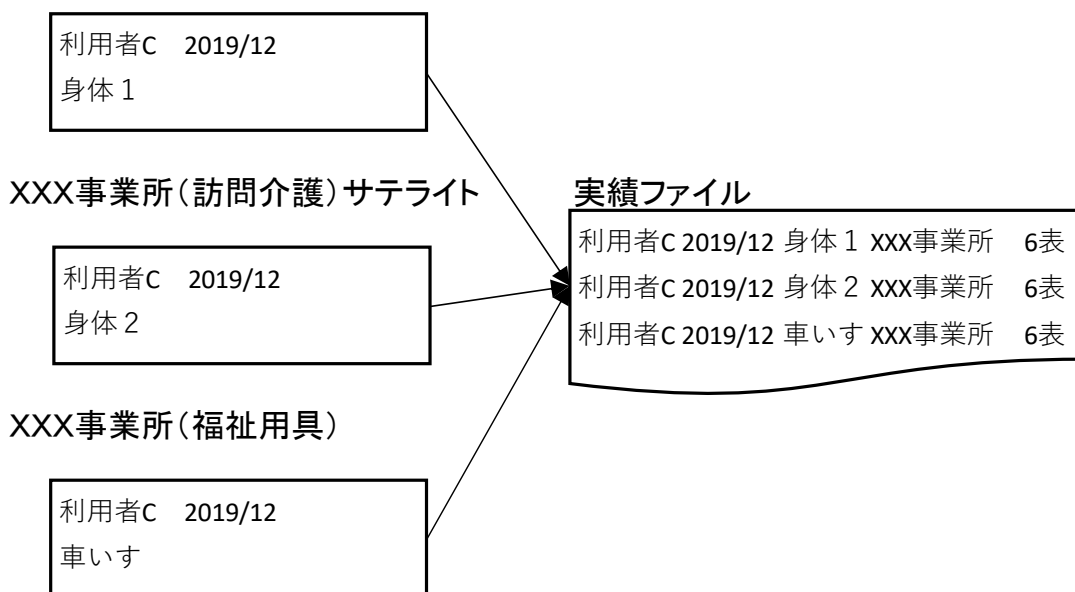 利用者C 2019/12
身体１
XXX事業所（訪問介護）サテライト
利用者C 2019/12
身体２
XXX事業所（福祉用具）
利用者C 2019/12
車いす
実績ファイル
利用者C 2019/12 身体１ XXX事業所 6表
利用者C 2019/12 身体２ XXX事業所 6表
利用者C 2019/12 車いす XXX事業所 6表